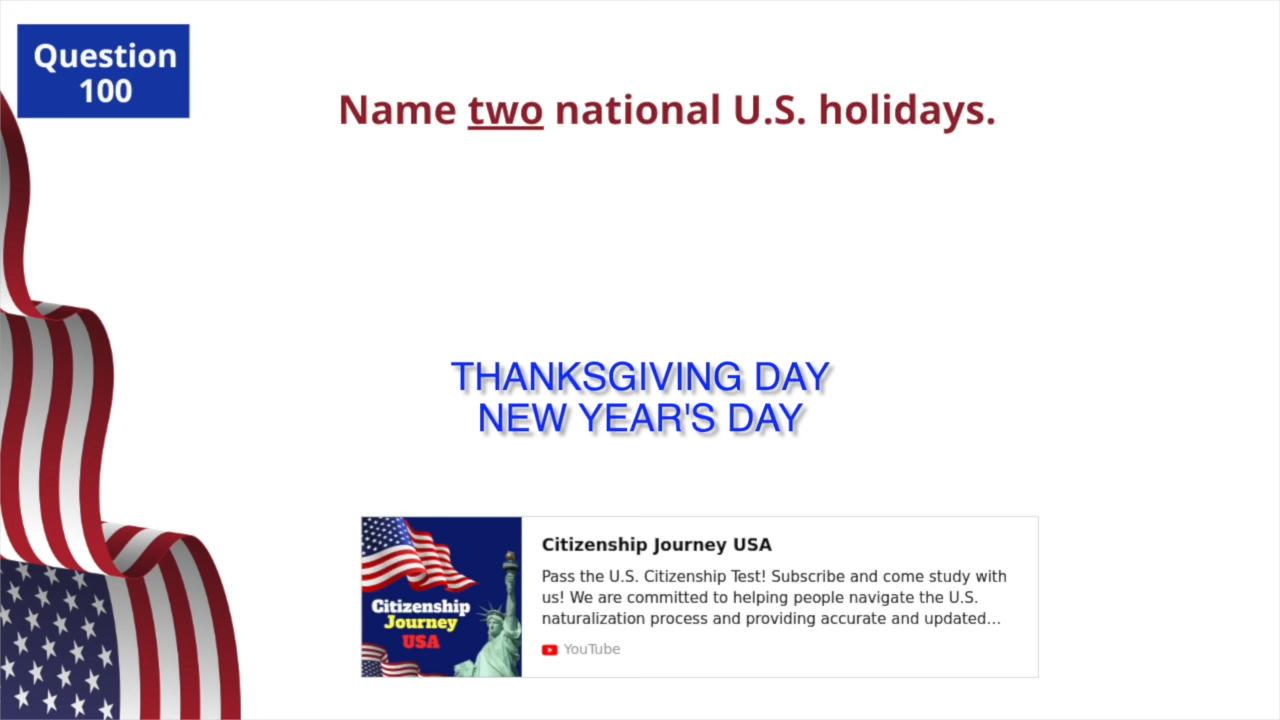 Question
100
Name two national U.S. holidays.
THANKSGIVING DAY
NEW YEAR'S DAY
Citizenship
Journey
USA
Citizenship Journey USA
Pass the U.S. Citizenship Test! Subscribe and come study with
us! We are committed to helping people navigate the U.S.
naturalization process and providing accurate and updated...
YouTube